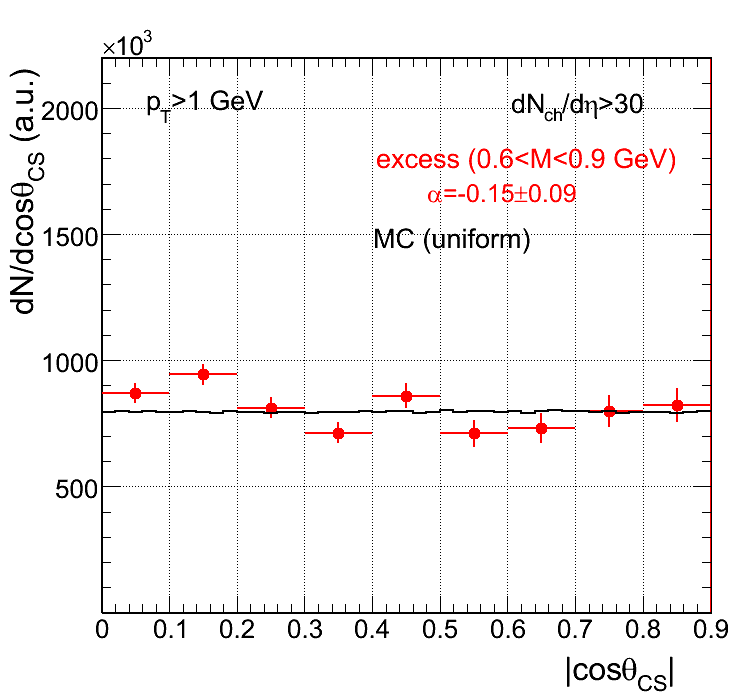 ×10³
dN/dcosθ_CS (a.u.)
p_T>1 GeV
dN_ch/dη>30
excess (0.6<M<0.9 GeV)
α=-0.15±0.09
MC (uniform)
2000
1500
1000
500
0 0.1 0.2 0.3 0.4 0.5 0.6 0.7 0.8 0.9
|cosθ_CS|